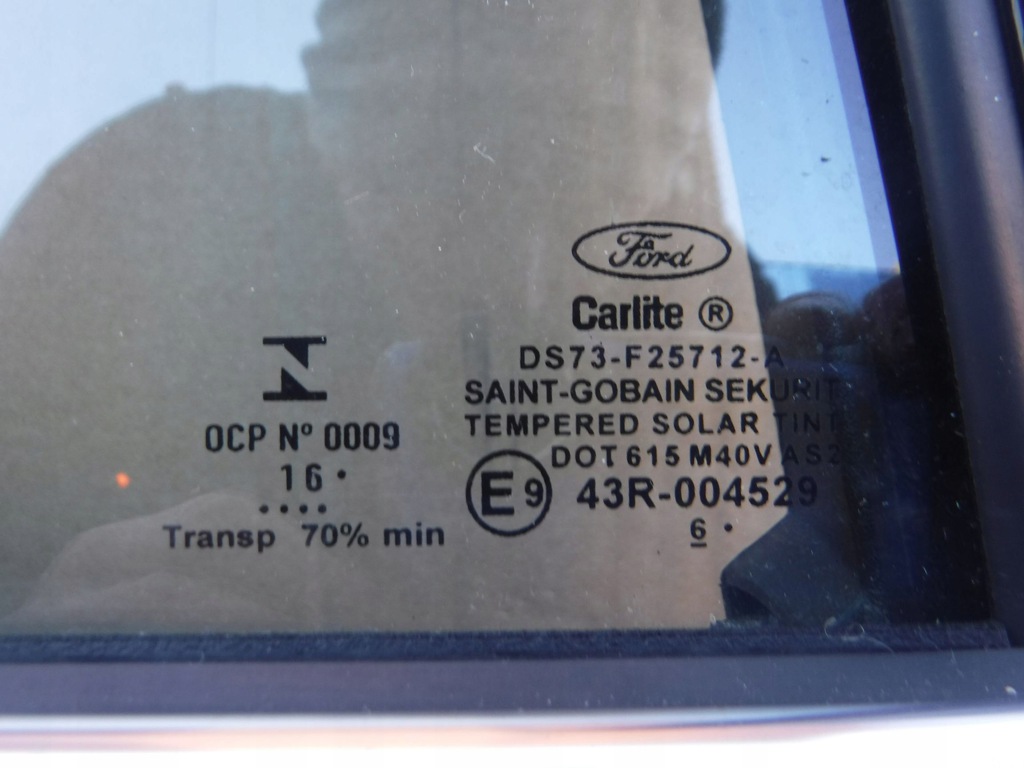 Ford
Carlite ®
DS73-F25712-A
SAINT-GOBAIN SEKURIT
TEMPERED SOLAR TINT
DOT 615 M40V AS2
E9 43R-004529
6 •
OCP Nº 0009
16 •
• • • •
Transp 70% min